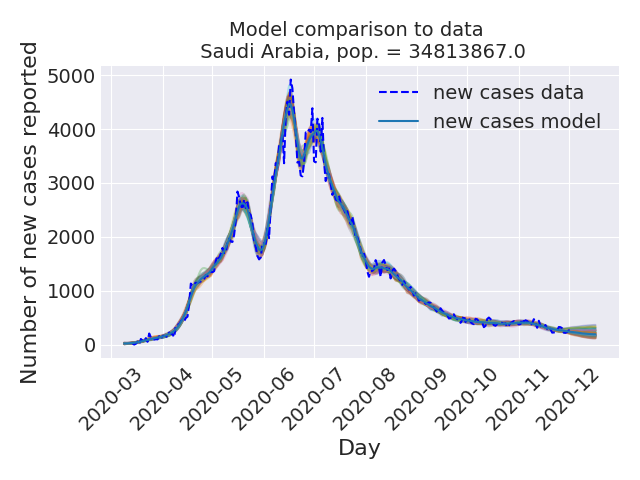 Model comparison to data
Saudi Arabia, pop. = 34813867.0
Number of new cases reported
5000
4000
3000
2000
1000
0
new cases data
new cases model
2020-03
2020-04
2020-05
2020-06
2020-07
2020-08
2020-09
2020-10
2020-11
2020-12
Day